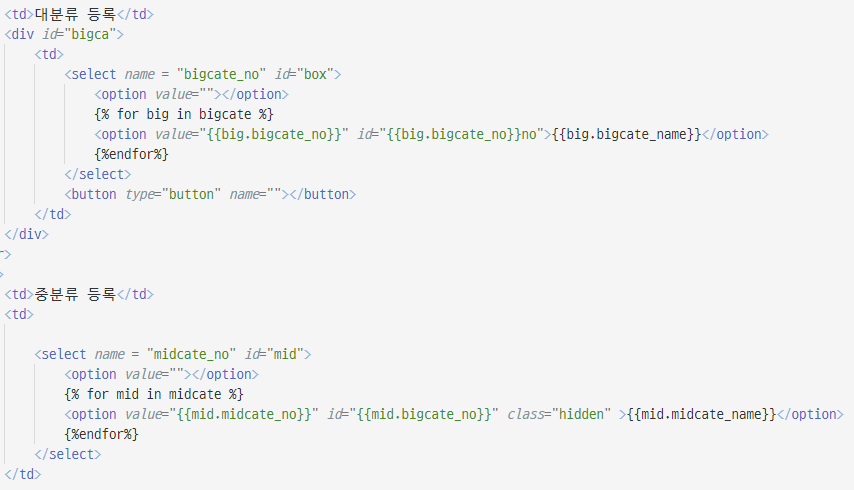 <td>대분류 등록</td>
<div id="bigca">
<td>
<select name = "bigcate_no" id="box">
<option value=""></option>
{% for big in bigcate %}
<option value="{{big.bigcate_no}}" id="{{big.bigcate_no}}no">{{big.bigcate_name}}</option>
{%endfor%}
</select>
<button type="button" name=""></button>
</td>
</div>
r>
>
<td>중분류 등록</td>
<td>
<select name = "midcate_no" id="mid">
<option value=""></option>
{% for mid in midcate %}
<option value="{{mid.midcate_no}}" id="{{mid.bigcate_no}}" class="hidden" >{{mid.midcate_name}}</option>
{%endfor%}
</select>
</td>